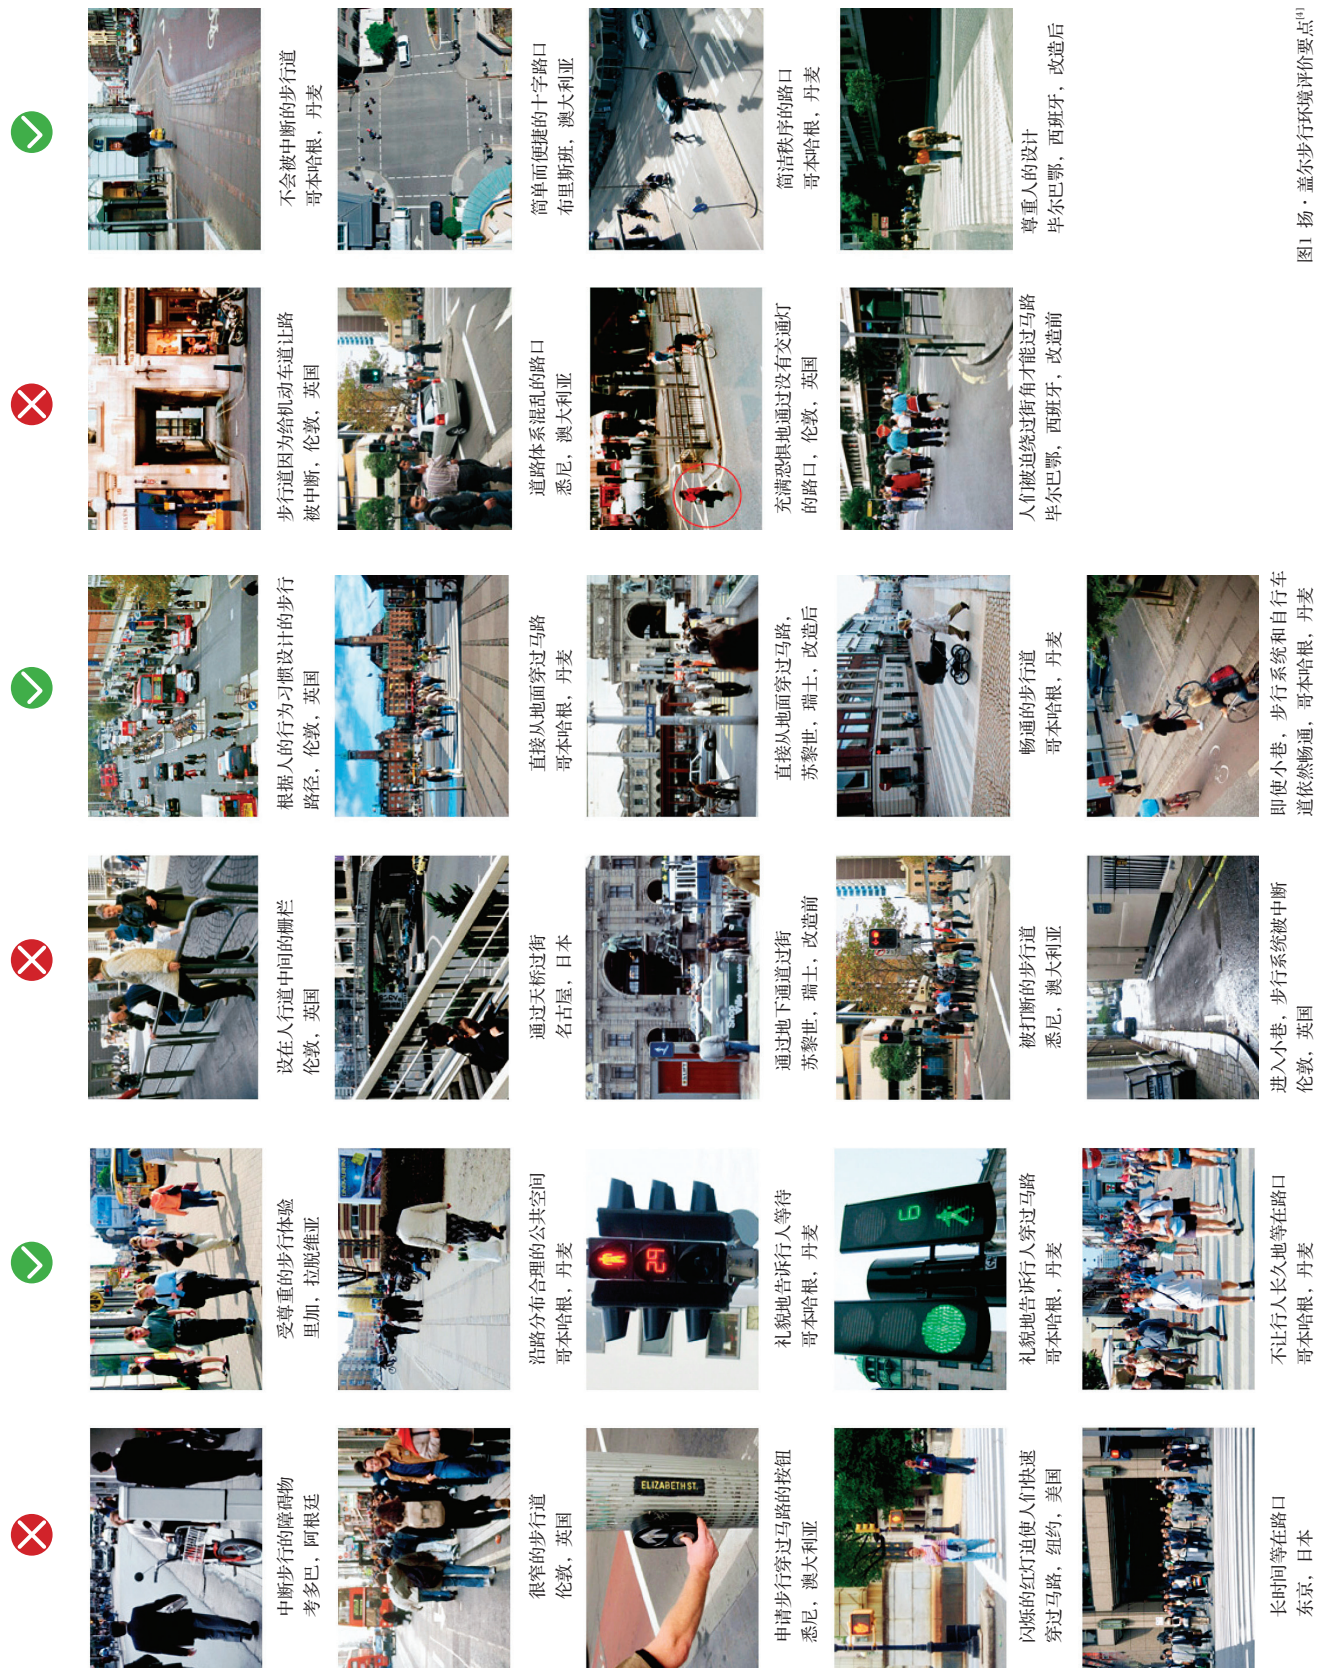 中断步行的障碍物
考多巴，阿根廷
受尊重的步行体验
里加，拉脱维亚
设在人行道中间的栅栏
伦敦，英国
根据人的行为习惯设计的步行
路径，伦敦，英国
步行道因为给机动车道让路
被中断，伦敦，英国
不会被中断的步行道
哥本哈根，丹麦
很窄的步行道
伦敦，英国
沿路分布合理的公共空间
哥本哈根，丹麦
通过天桥过街
名古屋，日本
直接从地面穿过马路
哥本哈根，丹麦
道路体系混乱的路口
悉尼，澳大利亚
简单而便捷的十字路口
布里斯班，澳大利亚
ELIZABETH ST.
申请步行穿过马路的按钮
悉尼，澳大利亚
29
礼貌地告诉行人等待
哥本哈根，丹麦
通过地下通道过街
苏黎世，瑞士，改造前
直接从地面穿过马路，
苏黎世，瑞士，改造后
充满恐惧地通过没有交通灯
的路口，伦敦，英国
简洁秩序的路口
哥本哈根，丹麦
闪烁的红灯迫使人们快速
穿过马路，纽约，美国
礼貌地告诉行人穿过马路
哥本哈根，丹麦
被打断的步行道
悉尼，澳大利亚
畅通的步行道
哥本哈根，丹麦
人们被迫绕过街角才能过马路
毕尔巴鄂，西班牙，改造前
尊重人的设计
毕尔巴鄂，西班牙，改造后
长时间等在路口
东京，日本
不让行人长久地等在路口
哥本哈根，丹麦
进入小巷，步行系统被中断
伦敦，英国
即使小巷，步行系统和自行车
道依然畅通，哥本哈根，丹麦
图1 扬·盖尔步行环境评价要点[4]